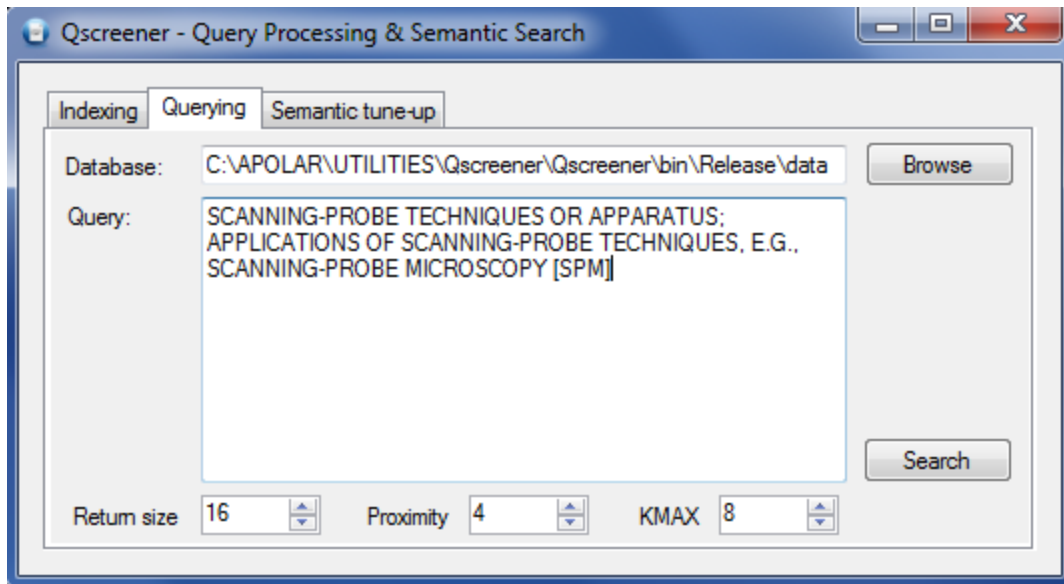 Qscreener - Query Processing & Semantic Search
Indexing Querying Semantic tune-up
Database: C:\APOLAR\UTILITIES\Qscreener\Qscreener\bin\Release\data Browse
Query: SCANNING-PROBE TECHNIQUES OR APPARATUS;
APPLICATIONS OF SCANNING-PROBE TECHNIQUES, E.G.,
SCANNING-PROBE MICROSCOPY [SPM]
Search
Return size 16 Proximity 4 KMAX 8